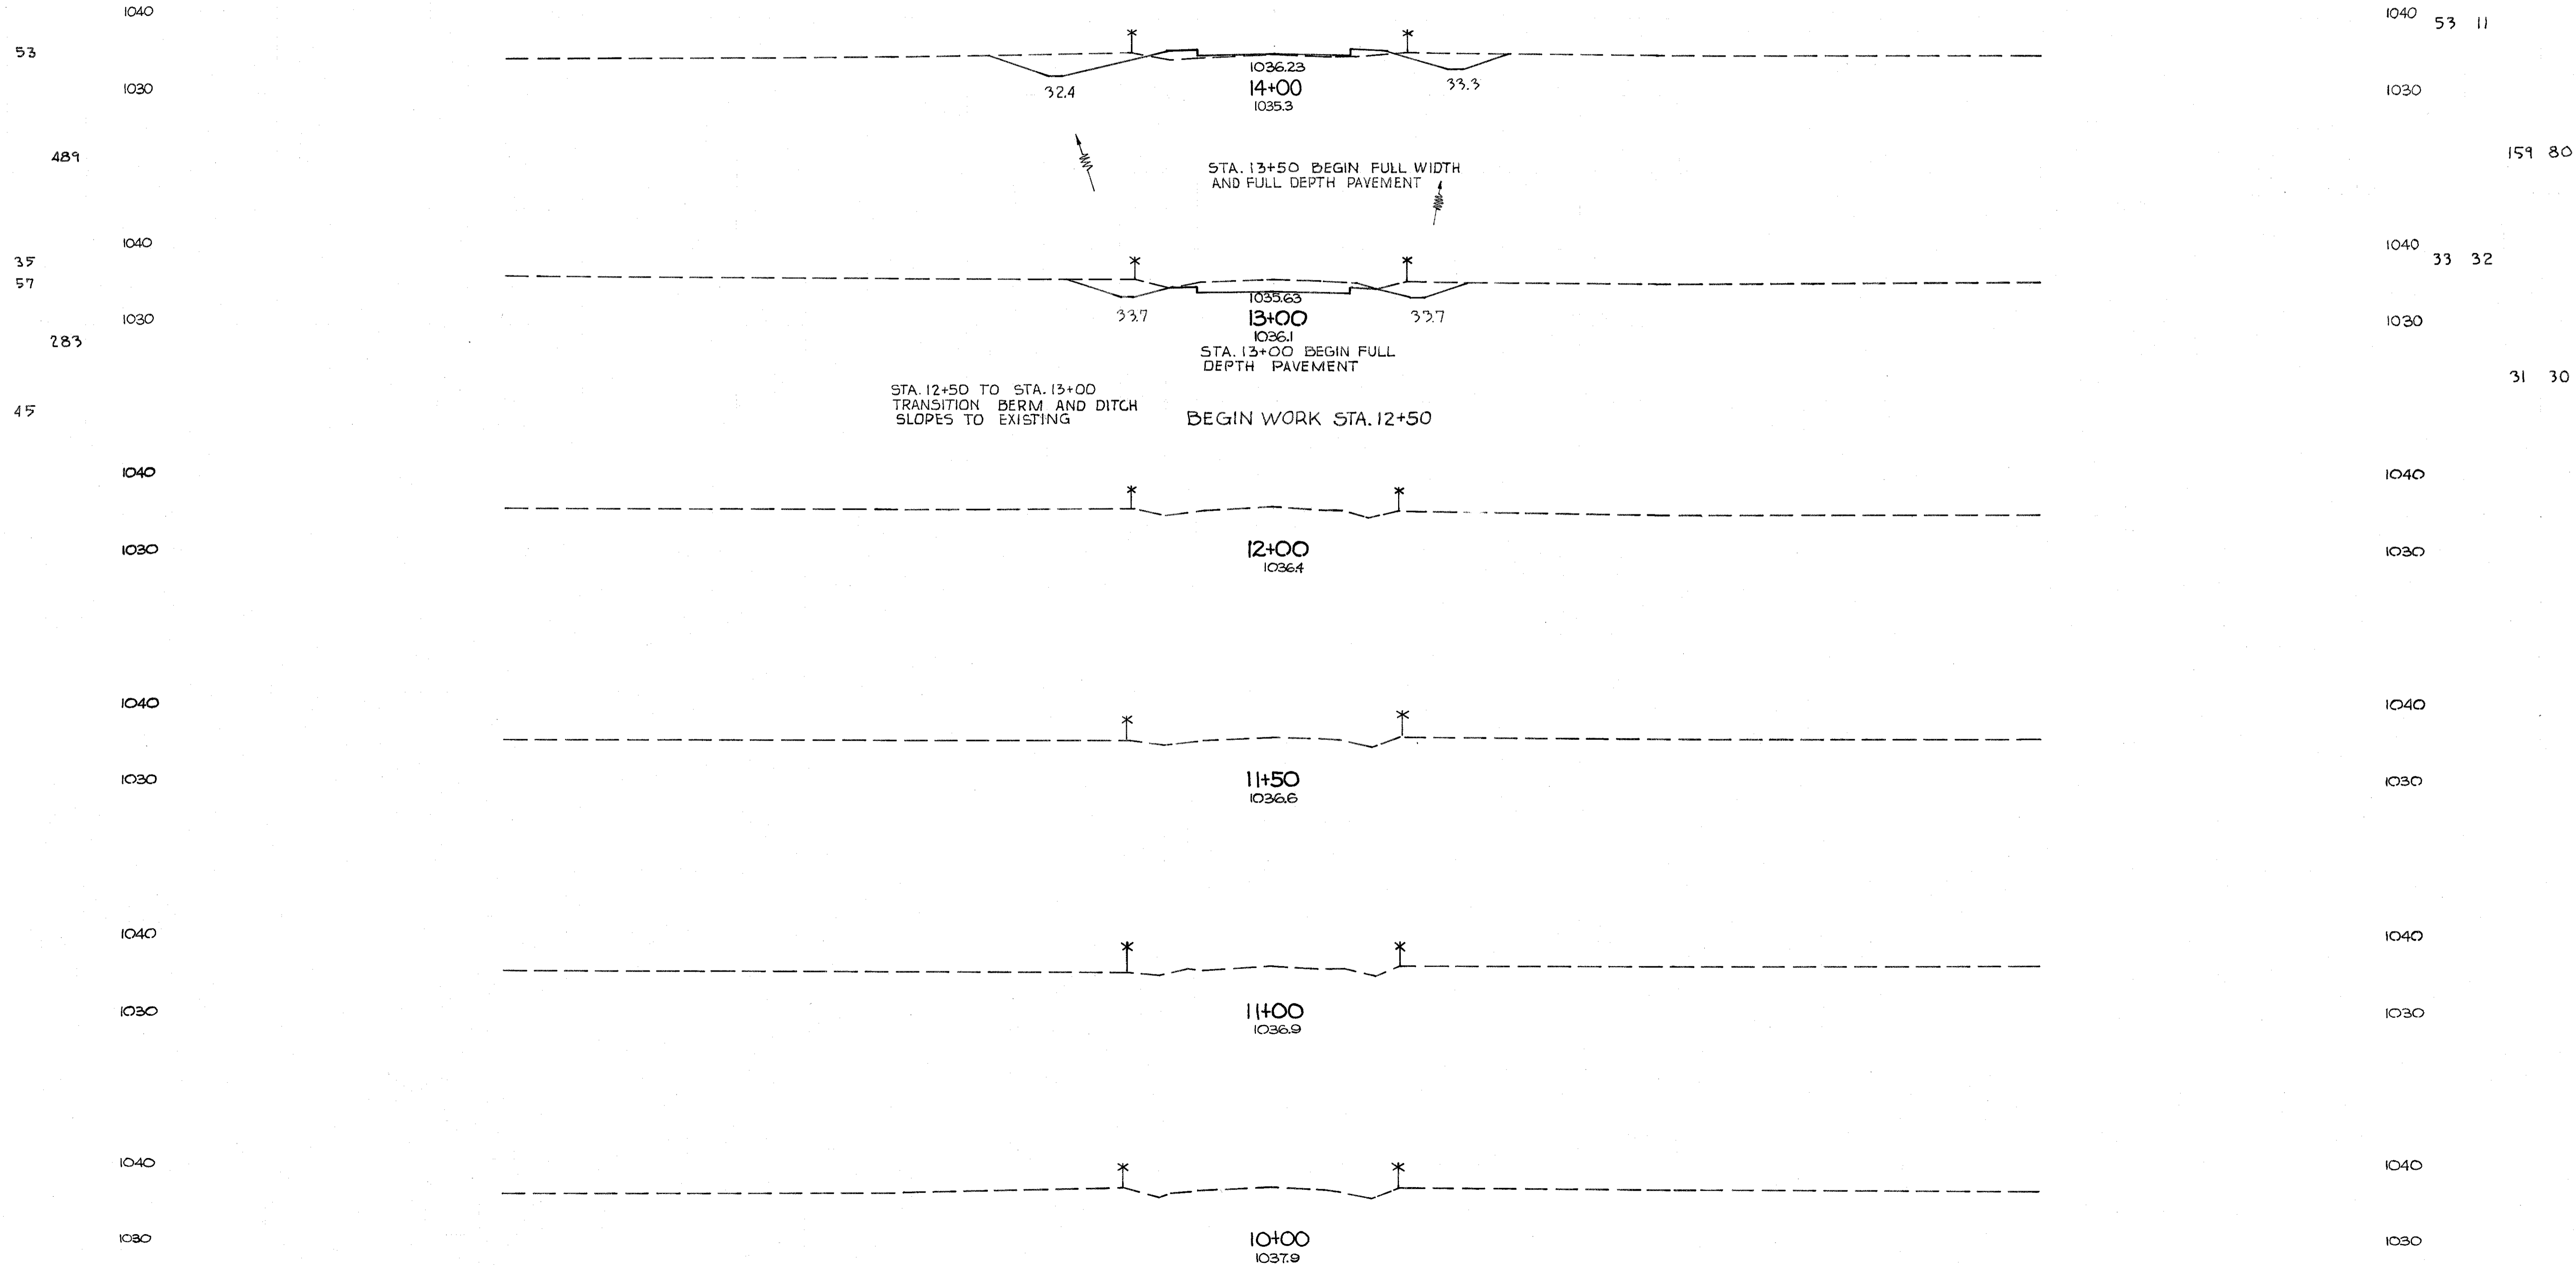 1040 1040 53 11
53
1036.23
32.4 14+00 33.3
1030 1035.3 1030
489 159 80
STA. 13+50 BEGIN FULL WIDTH
AND FULL DEPTH PAVEMENT
1040 1040
35 33 32
57
1035.63
33.7 13+00 33.7
1030 1030
1036.1
283 STA. 13+00 BEGIN FULL
DEPTH PAVEMENT
31 30
STA. 12+50 TO STA. 13+00
TRANSITION BERM AND DITCH
SLOPES TO EXISTING
45 BEGIN WORK STA. 12+50
1040 1040
1030 12+00 1030
1036.4
1040 1040
1030 11+50 1030
1036.6
1040 1040
1030 11+00 1030
1036.9
1040 1040
1030 10+00 1030
1037.9